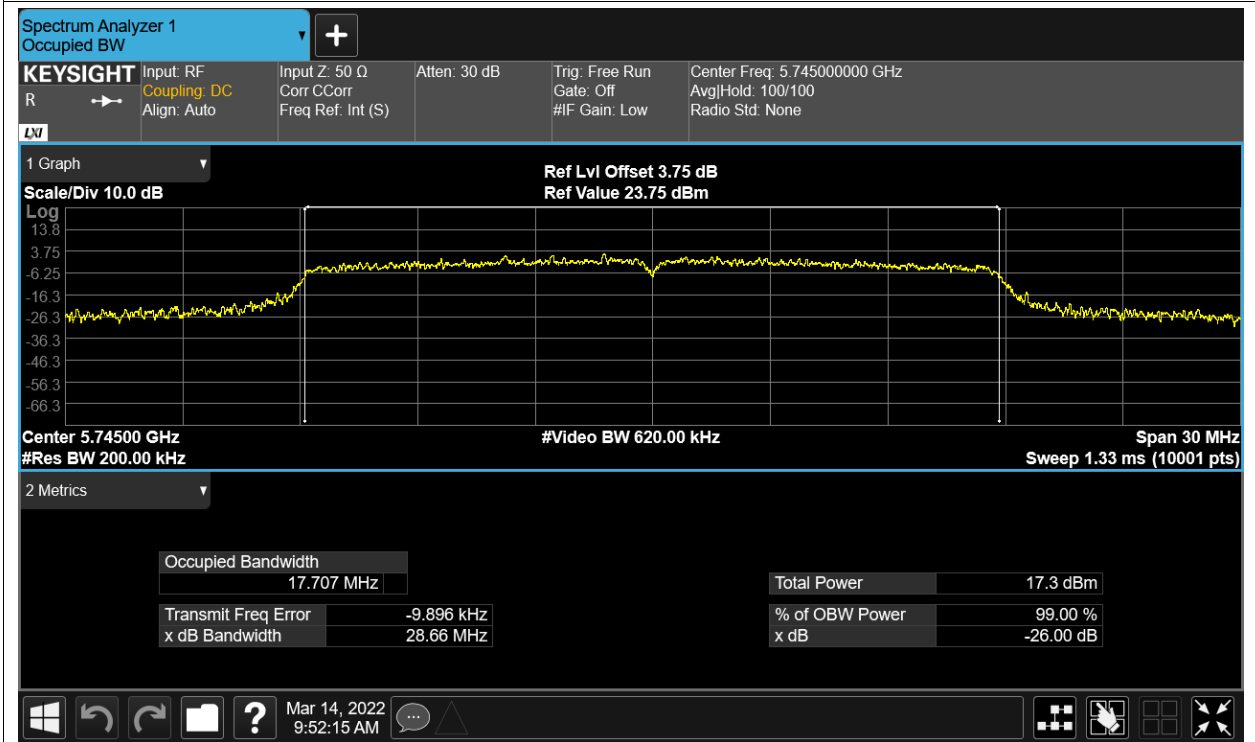 Spectrum Analyzer 1
Occupied BW
KEYSIGHT
R
LXI
Input: RF
Coupling: DC
Align: Auto
Input Z: 50 Ω
Corr CCorr
Freq Ref: Int (S)
Atten: 30 dB
Trig: Free Run
Gate: Off
#IF Gain: Low
Center Freq: 5.745000000 GHz
Avg|Hold: 100/100
Radio Std: None
1 Graph
Scale/Div 10.0 dB
Ref Lvl Offset 3.75 dB
Ref Value 23.75 dBm
Log
13.8
3.75
-6.25
-16.3
-26.3
-36.3
-46.3
-56.3
-66.3
Center 5.74500 GHz
#Video BW 620.00 kHz
Span 30 MHz
#Res BW 200.00 kHz
Sweep 1.33 ms (10001 pts)
2 Metrics
Occupied Bandwidth
17.707 MHz
Total Power 17.3 dBm
Transmit Freq Error -9.896 kHz
% of OBW Power 99.00 %
x dB Bandwidth 28.66 MHz
x dB -26.00 dB
?
Mar 14, 2022
9:52:15 AM